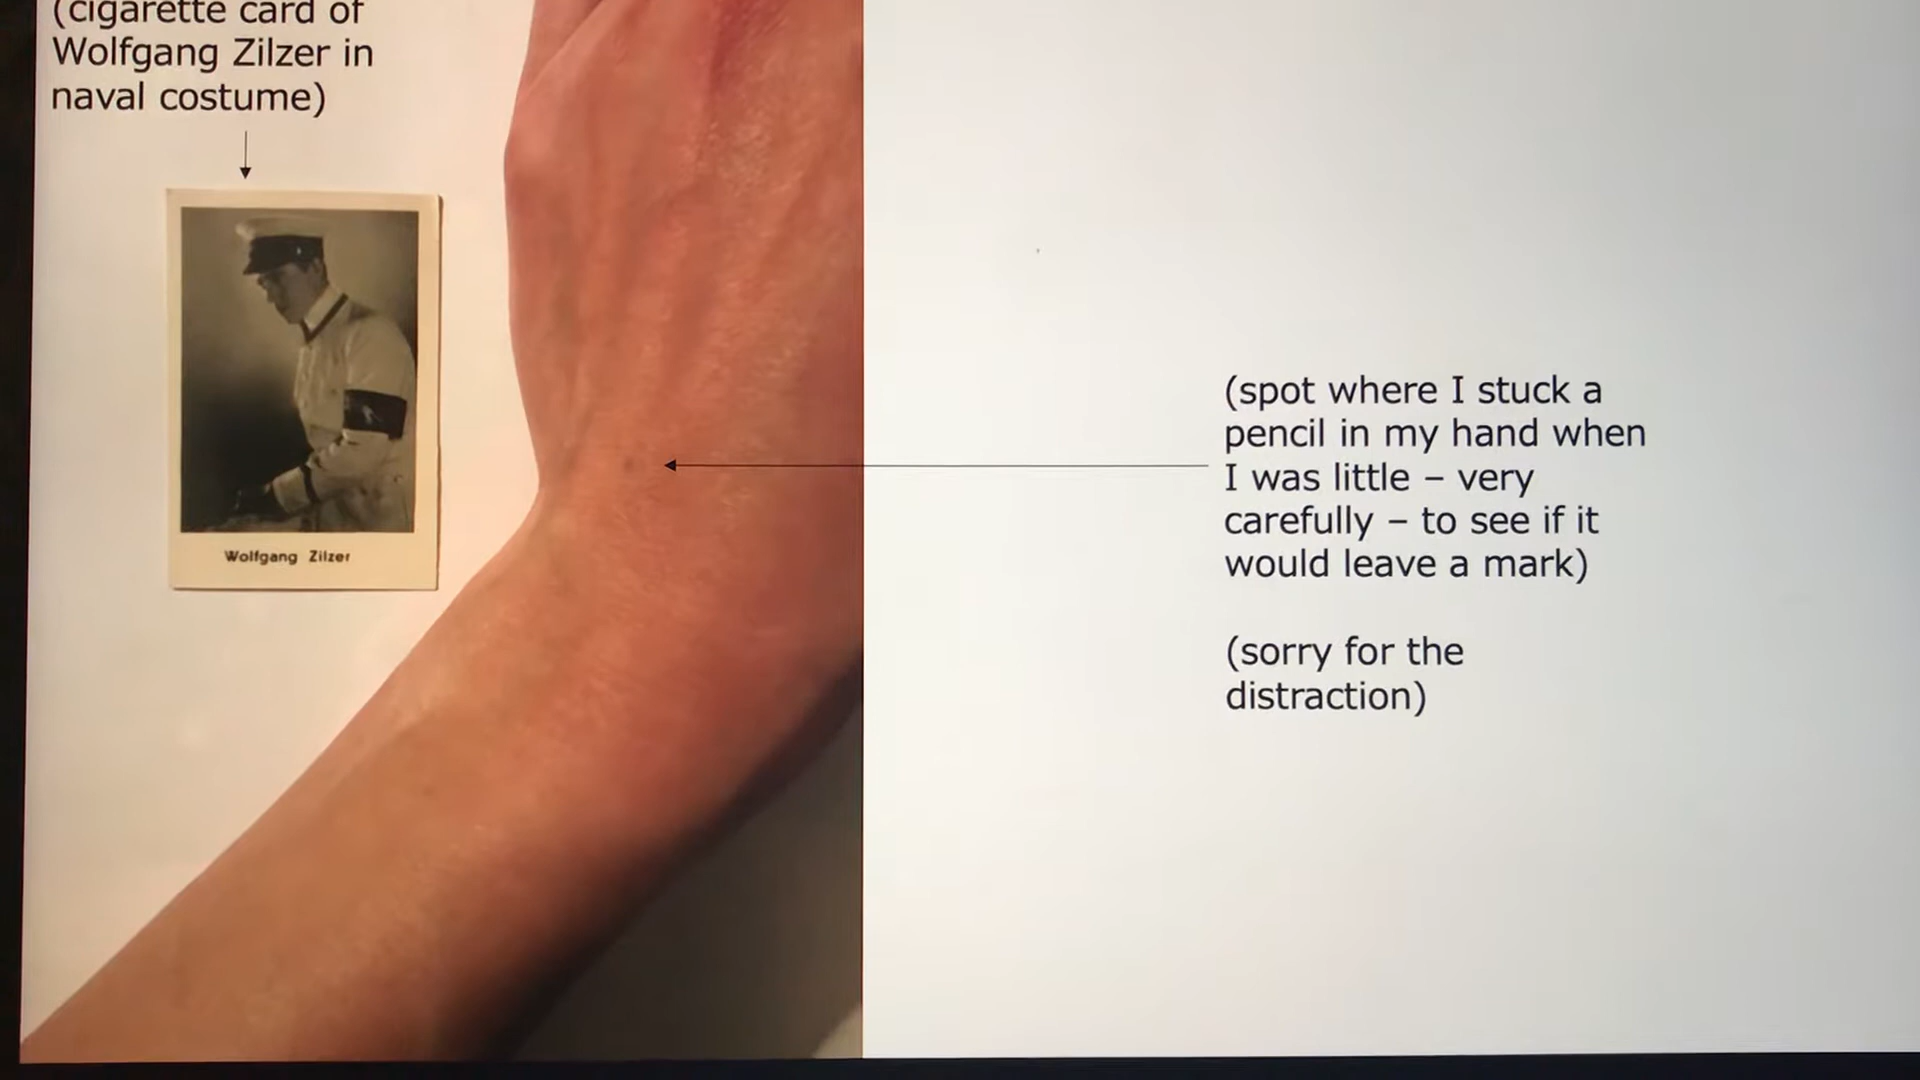 (cigarette card of
Wolfgang Zilzer in
naval costume)
Wolfgang Zilzer
(spot where I stuck a
pencil in my hand when
I was little – very
carefully – to see if it
would leave a mark)
(sorry for the
distraction)